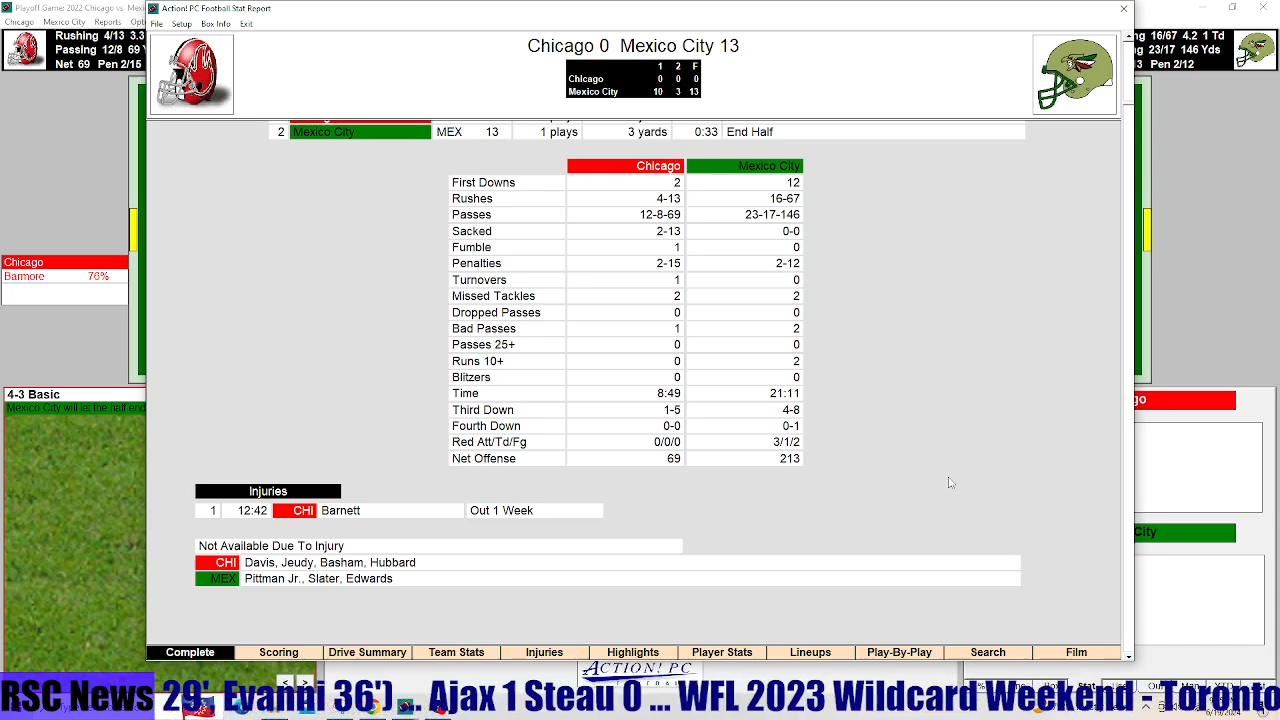 Playoff Game: 2022 Chicago vs Me
Action! PC Football Stat Report
Chicago Mexico City Reports
File Setup Box Info Exit
Rushing 4/13 3.3
Passing 12/8 69 Y
Net 69 Pen 2/15
16/67 4.2 1 Td
23/17 146 Yds
Pen 2/12
Chicago 0 Mexico City 13
1 2 F
Chicago 0 0 0
Mexico City 10 3 13
2 Mexico City MEX 13 1 plays 3 yards 0:33 End Half
Chicago Mexico City
First Downs 2 12
Rushes 4-13 16-67
Passes 12-8-69 23-17-146
Sacked 2-13 0-0
Fumble 1 0
Penalties 2-15 2-12
Turnovers 1 0
Missed Tackles 2 2
Dropped Passes 0 0
Bad Passes 1 2
Passes 25+ 0 0
Runs 10+ 0 2
Blitzers 0 0
Time 8:49 21:11
Third Down 1-5 4-8
Fourth Down 0-0 0-1
Red Att/Td/Fg 0/0/0 3/1/2
Net Offense 69 213
Chicago
Barmore 76%
4-3 Basic
Mexico City will let the half end
go
City
Injuries
1 12:42 CHI Barnett Out 1 Week
Not Available Due To Injury
CHI Davis, Jeudy, Basham, Hubbard
MEX Pittman Jr., Slater, Edwards
Complete Scoring Drive Summary Team Stats Injuries Highlights Player Stats Lineups Play-By-Play Search Film
ACTION! PC
< >
RSC News 29', Evanni 36') ... Ajax 1 Steau 0 ... WFL 2023 Wildcard Weekend - Toronto
6/19/2024